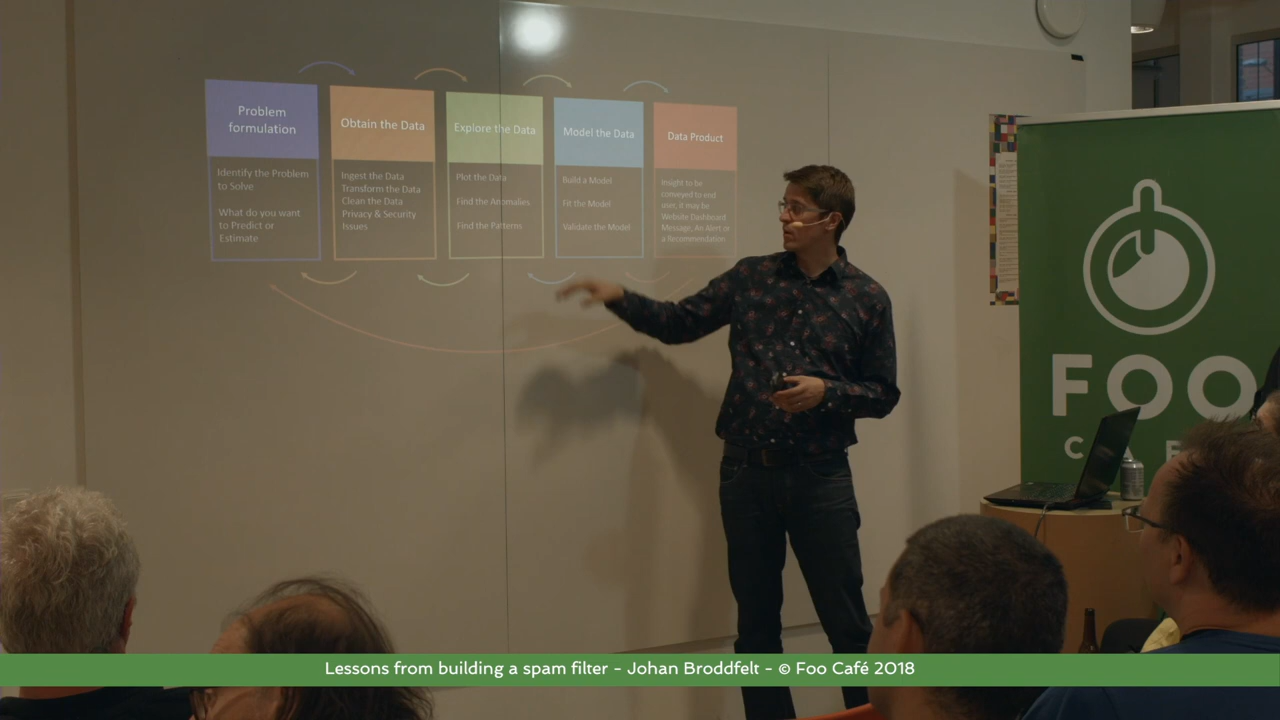 Problem
formulation
Identify the Problem
to Solve
What do you want
to Predict or
Estimate
Obtain the Data
Ingest the Data
Transform the Data
Clean the Data
Privacy & Security
Issues
Explore the Data
Plot the Data
Find the Anomalies
Find the Patterns
Model the Data
Build a Model
Fit the Model
Validate the Model
Data Product
Insight to be
conveyed to end
user, it may be
Website Dashboard
Message, An Alert or
a Recommendation
FOO
Lessons from building a spam filter - Johan Broddfelt - © Foo Café 2018